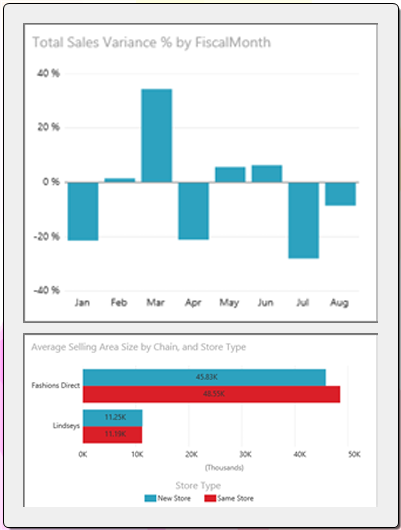 Total Sales Variance % by FiscalMonth
40 %
20 %
0 %
-20 %
-40 %
Jan Feb Mar Apr May Jun Jul Aug
Average Selling Area Size by Chain, and Store Type
45.83K
Fashions Direct
11.25K
Lindseys
11.19K
0K 10K 20K 30K 40K 50K
(Thousands)
Store Type
New Store Same Store